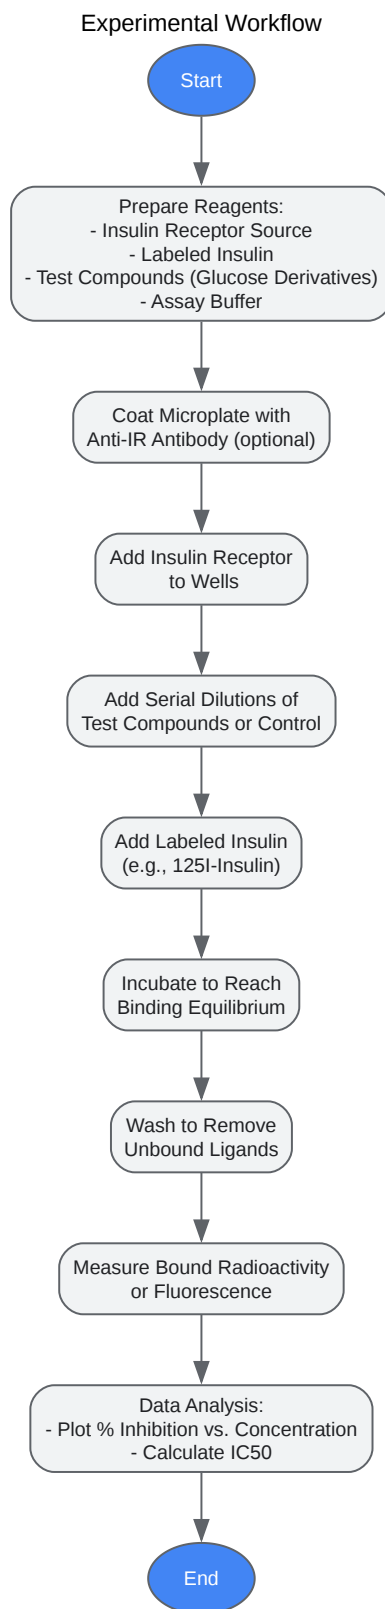 Experimental Workflow
Start
Prepare Reagents:
- Insulin Receptor Source
- Labeled Insulin
- Test Compounds (Glucose Derivatives)
- Assay Buffer
Coat Microplate with
Anti-IR Antibody (optional)
Add Insulin Receptor
to Wells
Add Serial Dilutions of
Test Compounds or Control
Add Labeled Insulin
(e.g., 125I-Insulin)
Incubate to Reach
Binding Equilibrium
Wash to Remove
Unbound Ligands
Measure Bound Radioactivity
or Fluorescence
Data Analysis:
- Plot % Inhibition vs. Concentration
- Calculate IC50
End